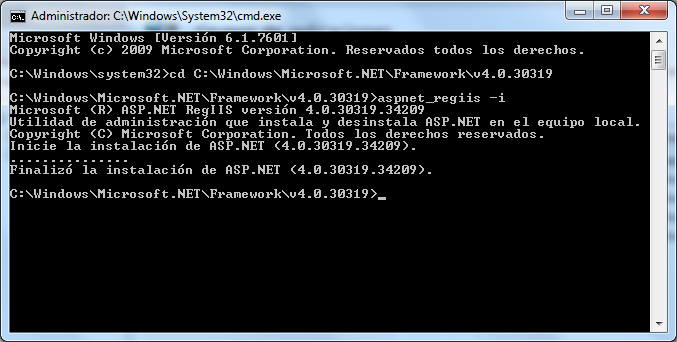 Administrador: C:\Windows\System32\cmd.exe
Microsoft Windows [Versión 6.1.7601]
Copyright (c) 2009 Microsoft Corporation. Reservados todos los derechos.
C:\Windows\system32>cd C:\Windows\Microsoft.NET\Framework\v4.0.30319
C:\Windows\Microsoft.NET\Framework\v4.0.30319>aspnet_regiis -i
Microsoft (R) ASP.NET RegIIS versión 4.0.30319.34209
Utilidad de administración que instala y desinstala ASP.NET en el equipo local.
Copyright (C) Microsoft Corporation. Todos los derechos reservados.
Inicie la instalación de ASP.NET (4.0.30319.34209).
...............
Finalizó la instalación de ASP.NET (4.0.30319.34209).
C:\Windows\Microsoft.NET\Framework\v4.0.30319>_